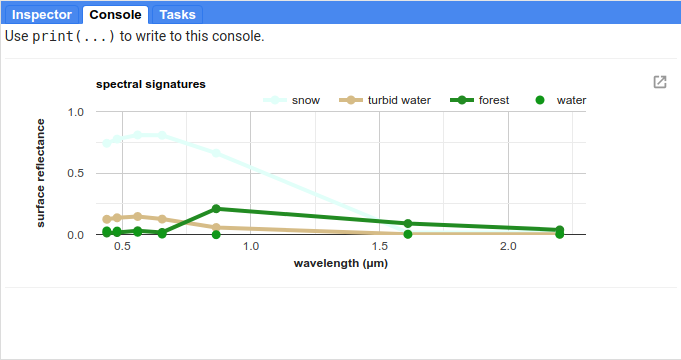 Inspector Console Tasks
Use print(...) to write to this console.
spectral signatures
snow turbid water forest water
1.0
0.5
0.0
surface reflectance
0.5 1.0 1.5 2.0
wavelength (μm)